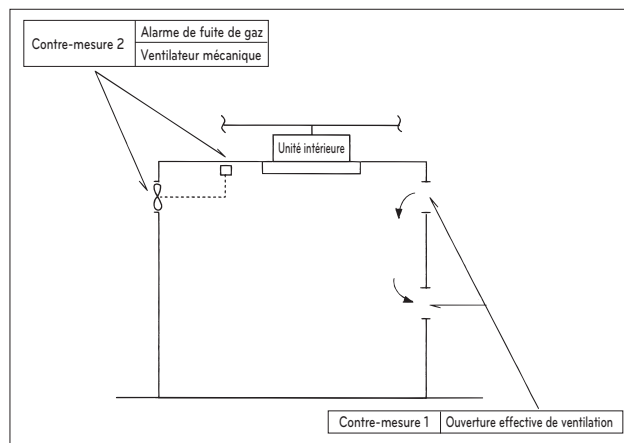 Contre-mesure 2
Alarme de fuite de gaz
Ventilateur mécanique
Unité intérieure
Contre-mesure 1
Ouverture effective de ventilation